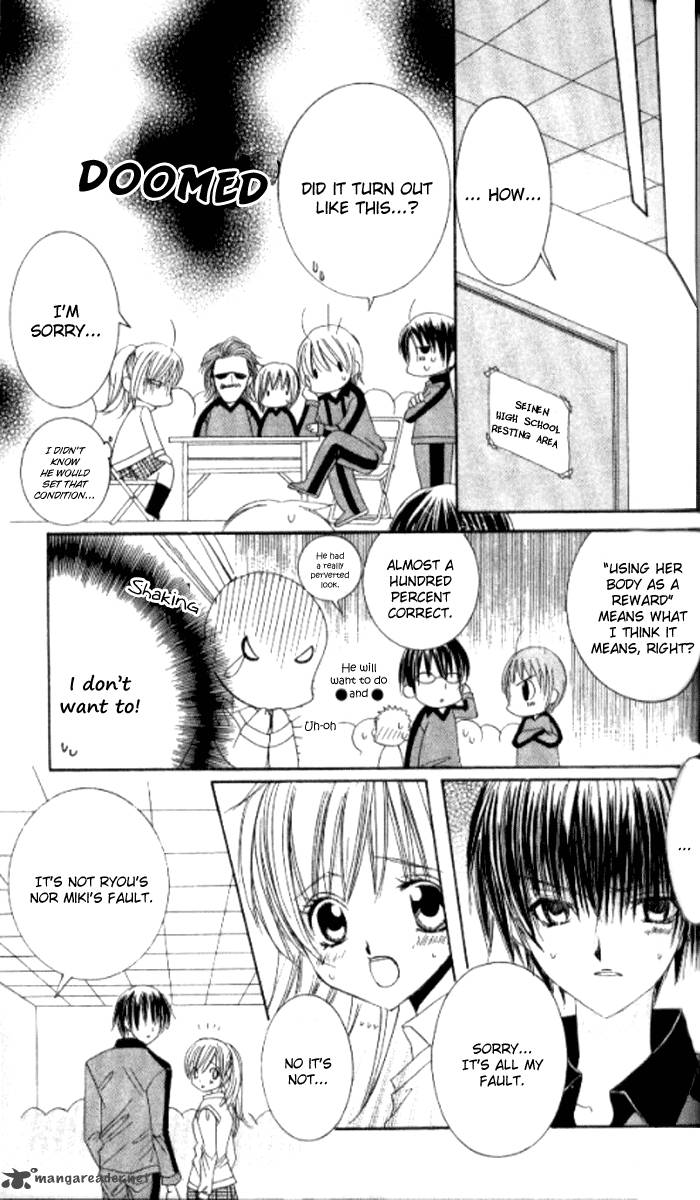 ... HOW...
SEINEN
HIGH SCHOOL
RESTING AREA
DID IT TURN OUT
LIKE THIS...?
DOOMED
I'M
SORRY...
I DIDN'T
KNOW
HE WOULD
SET THAT
CONDITION...
"USING HER
BODY AS A
REWARD"
MEANS WHAT
I THINK IT
MEANS, RIGHT?
ALMOST A
HUNDRED
PERCENT
CORRECT.
He had
a really
perverted
look.
He will
want to do
● and ●
Uh-oh
Shaking
I don't
want to!
...
SORRY...
IT'S ALL MY
FAULT.
NO IT'S
NOT...
IT'S NOT RYOU'S
NOR MIKI'S FAULT.
mangareader.net